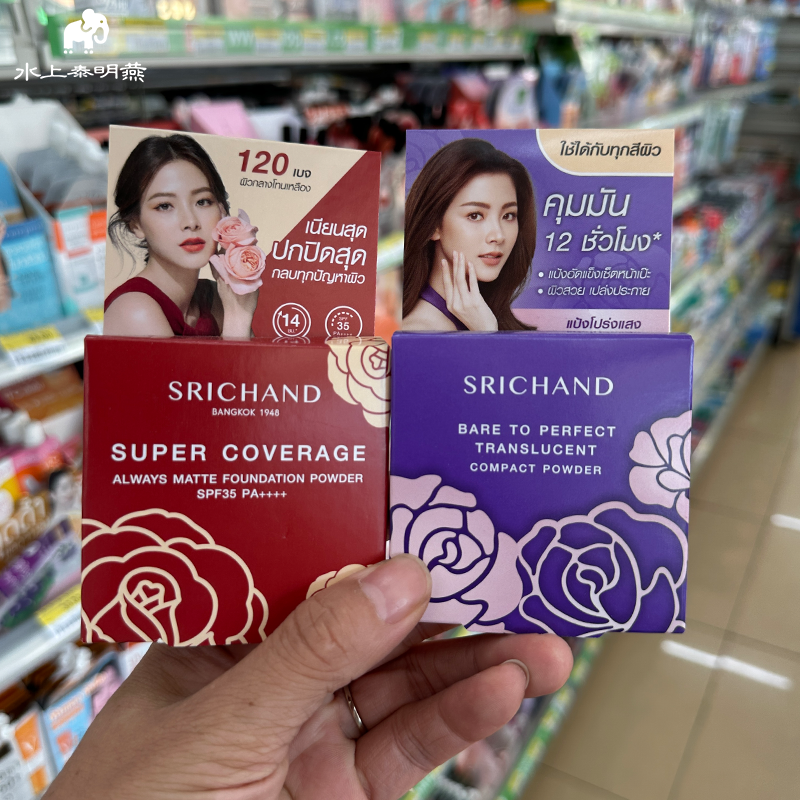 水上泰明燕
120 เบจ
ผิวกลางโทนเหลือง
เนียนสุด
ปกปิดสุด
กลบทุกปัญหาผิว
14
SPF
35
PA++++
SRICHAND
BANGKOK 1948
SUPER COVERAGE
ALWAYS MATTE FOUNDATION POWDER
SPF35 PA++++
ใช้ได้กับทุกสีผิว
คุมมัน
12 ชั่วโมง*
• แป้งอัดแข็งเซ็ตหน้าเป๊ะ
• ผิวสวย เปล่งประกาย
แป้งโปร่งแสง
SRICHAND
BARE TO PERFECT
TRANSLUCENT
COMPACT POWDER